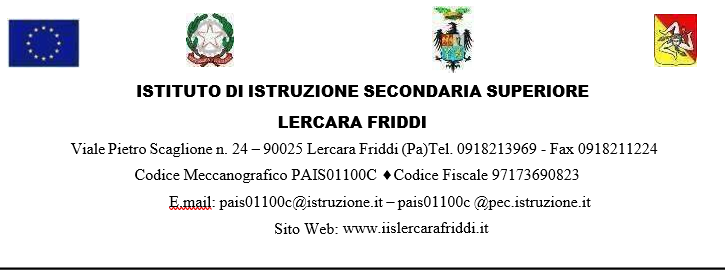 ISTITUTO DI ISTRUZIONE SECONDARIA SUPERIORE
LERCARA FRIDDI
Viale Pietro Scaglione n. 24 – 90025 Lercara Friddi (Pa)Tel. 0918213969 - Fax 0918211224
Codice Meccanografico PAIS01100C ♦Codice Fiscale 97173690823
E.mail: pais01100c@istruzione.it – pais01100c @pec.istruzione.it
Sito Web: www.iislercarafriddi.it